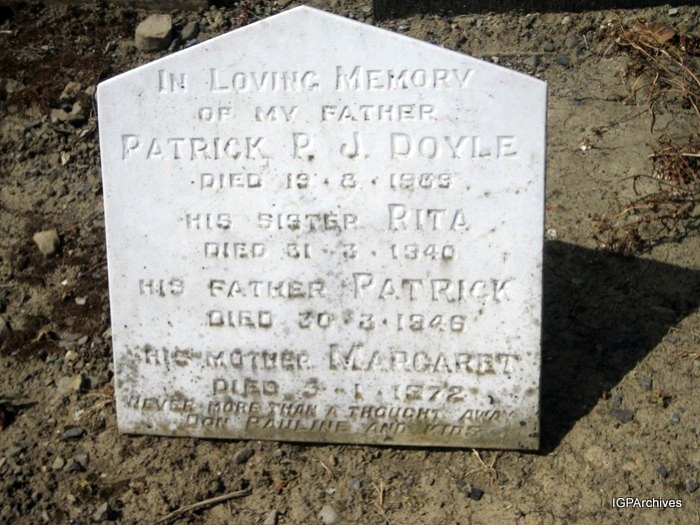 IN LOVING MEMORY
OF MY FATHER
PATRICK P. J. DOYLE
DIED 19 · 8 · 1989
HIS SISTER RITA
DIED 31 · 3 · 1940
HIS FATHER PATRICK
DIED 30 · 3 · 1946
HIS MOTHER MARGARET
DIED 3 · 1 · 1972
NEVER MORE THAN A THOUGHT AWAY
DON PAULINE AND KIDS
IGPArchives